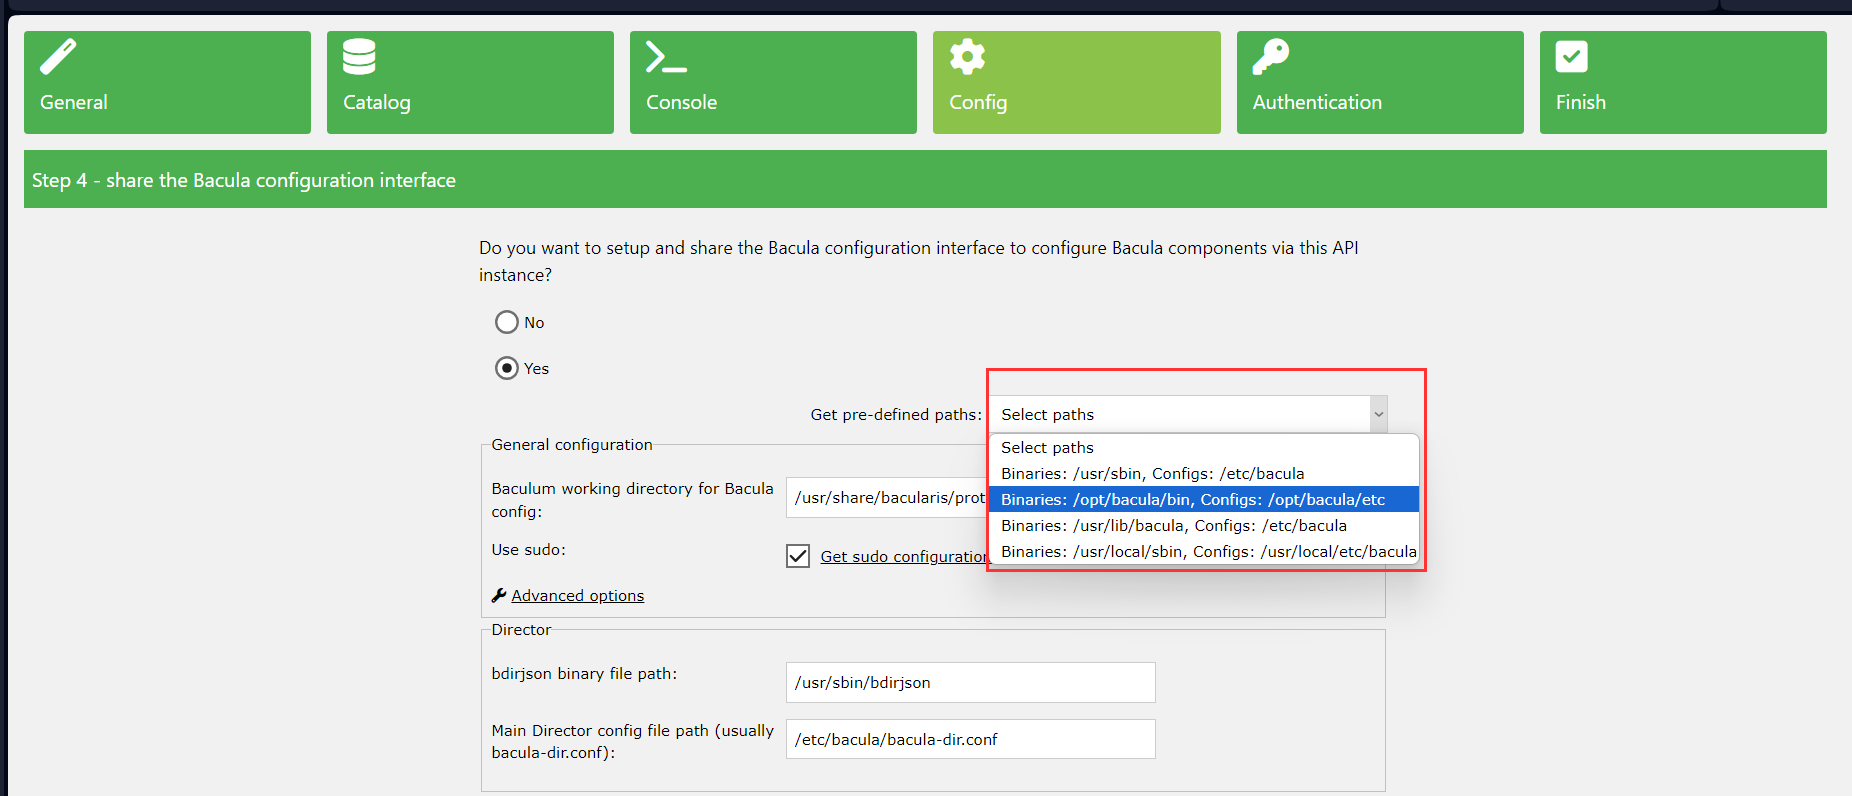 General
Catalog
Console
Config
Authentication
Finish
Step 4 - share the Bacula configuration interface
Do you want to setup and share the Bacula configuration interface to configure Bacula components via this API
instance?
No
Yes
Get pre-defined paths:
Select paths
Select paths
Binaries: /usr/sbin, Configs: /etc/bacula
Binaries: /opt/bacula/bin, Configs: /opt/bacula/etc
Binaries: /usr/lib/bacula, Configs: /etc/bacula
Binaries: /usr/local/sbin, Configs: /usr/local/etc/bacula
General configuration
Baculum working directory for Bacula
config:
/usr/share/bacularis/prot
Use sudo:
Get sudo configuration
Advanced options
Director
bdirjson binary file path:
/usr/sbin/bdirjson
Main Director config file path (usually
bacula-dir.conf):
/etc/bacula/bacula-dir.conf